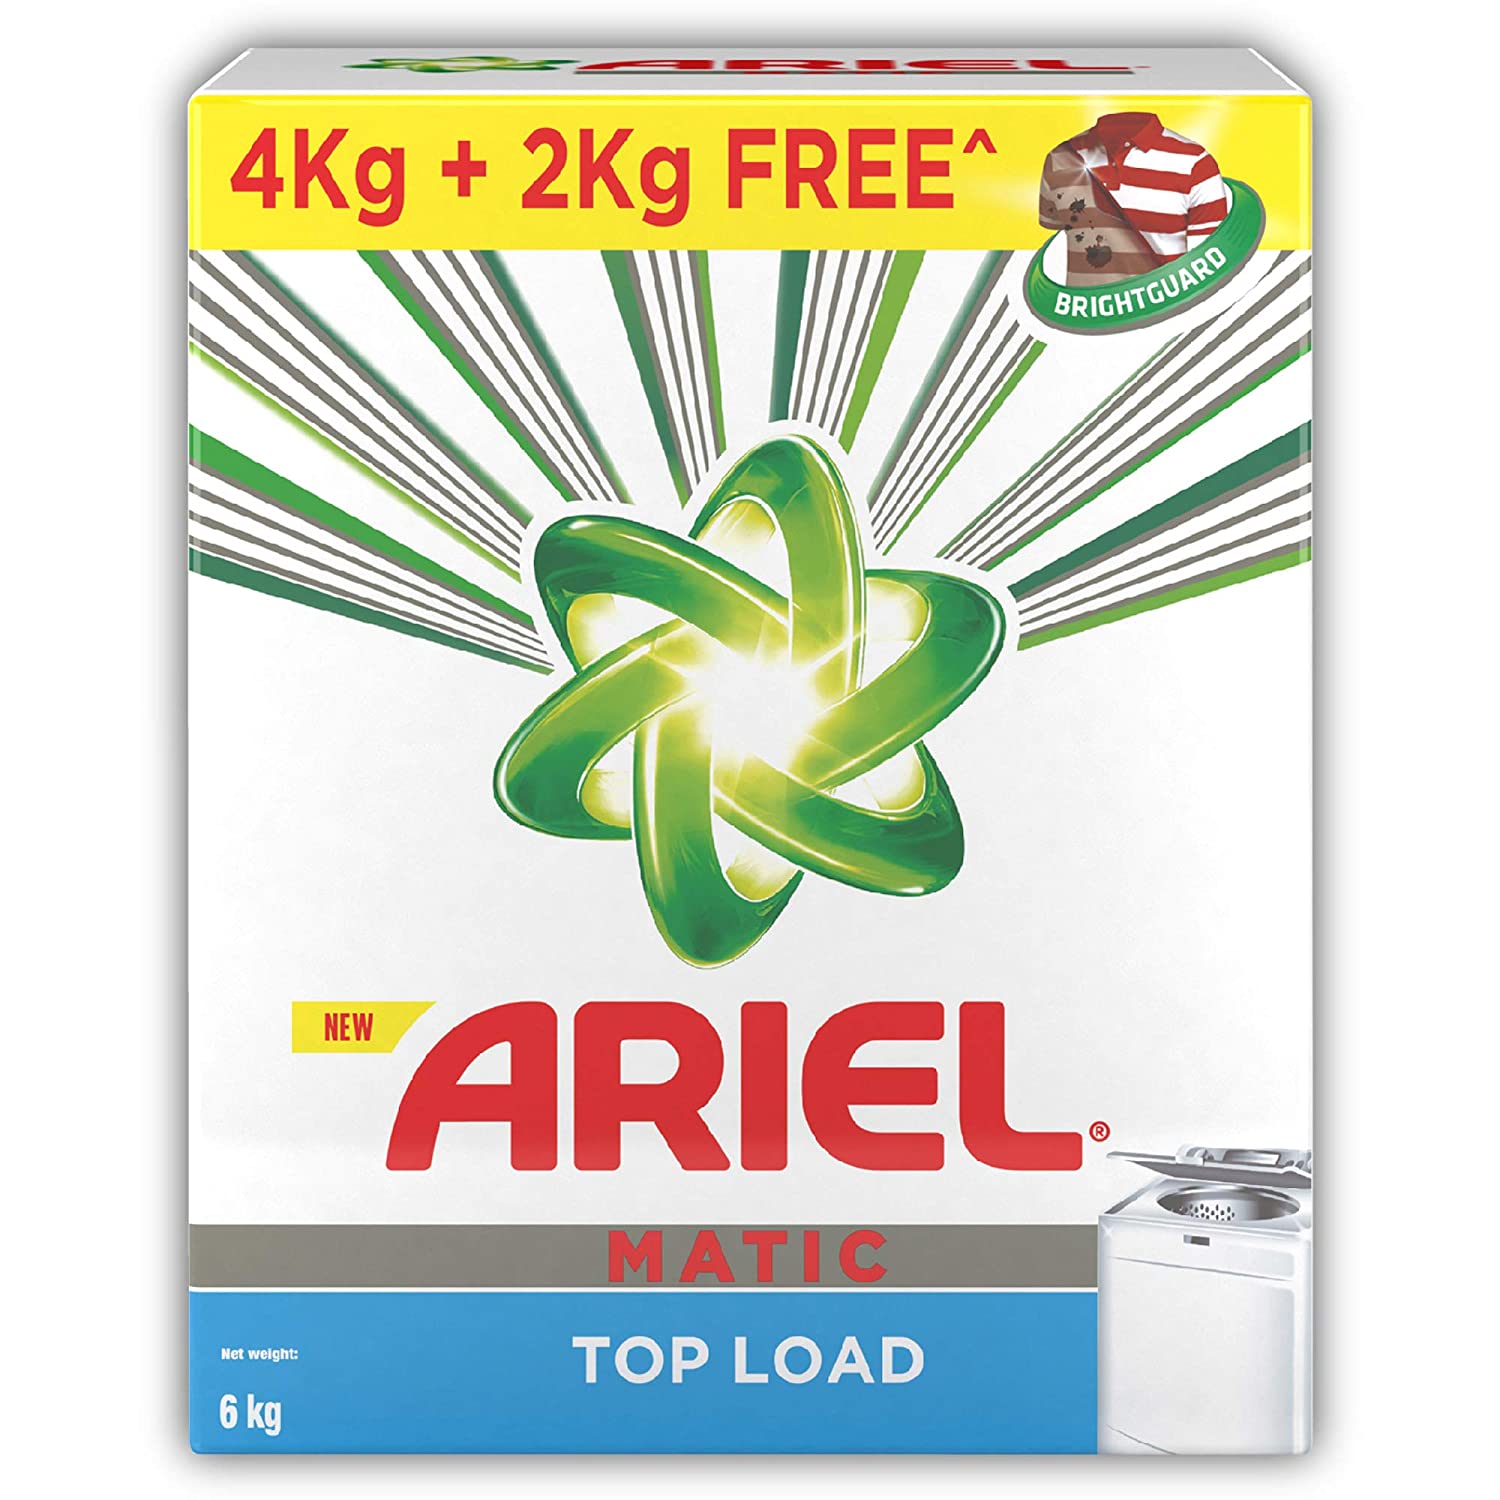 ARIEL
4Kg + 2Kg FREE^
BRIGHTGUARD
NEW
ARIEL®
MATIC
TOP LOAD
Net weight:
6 kg